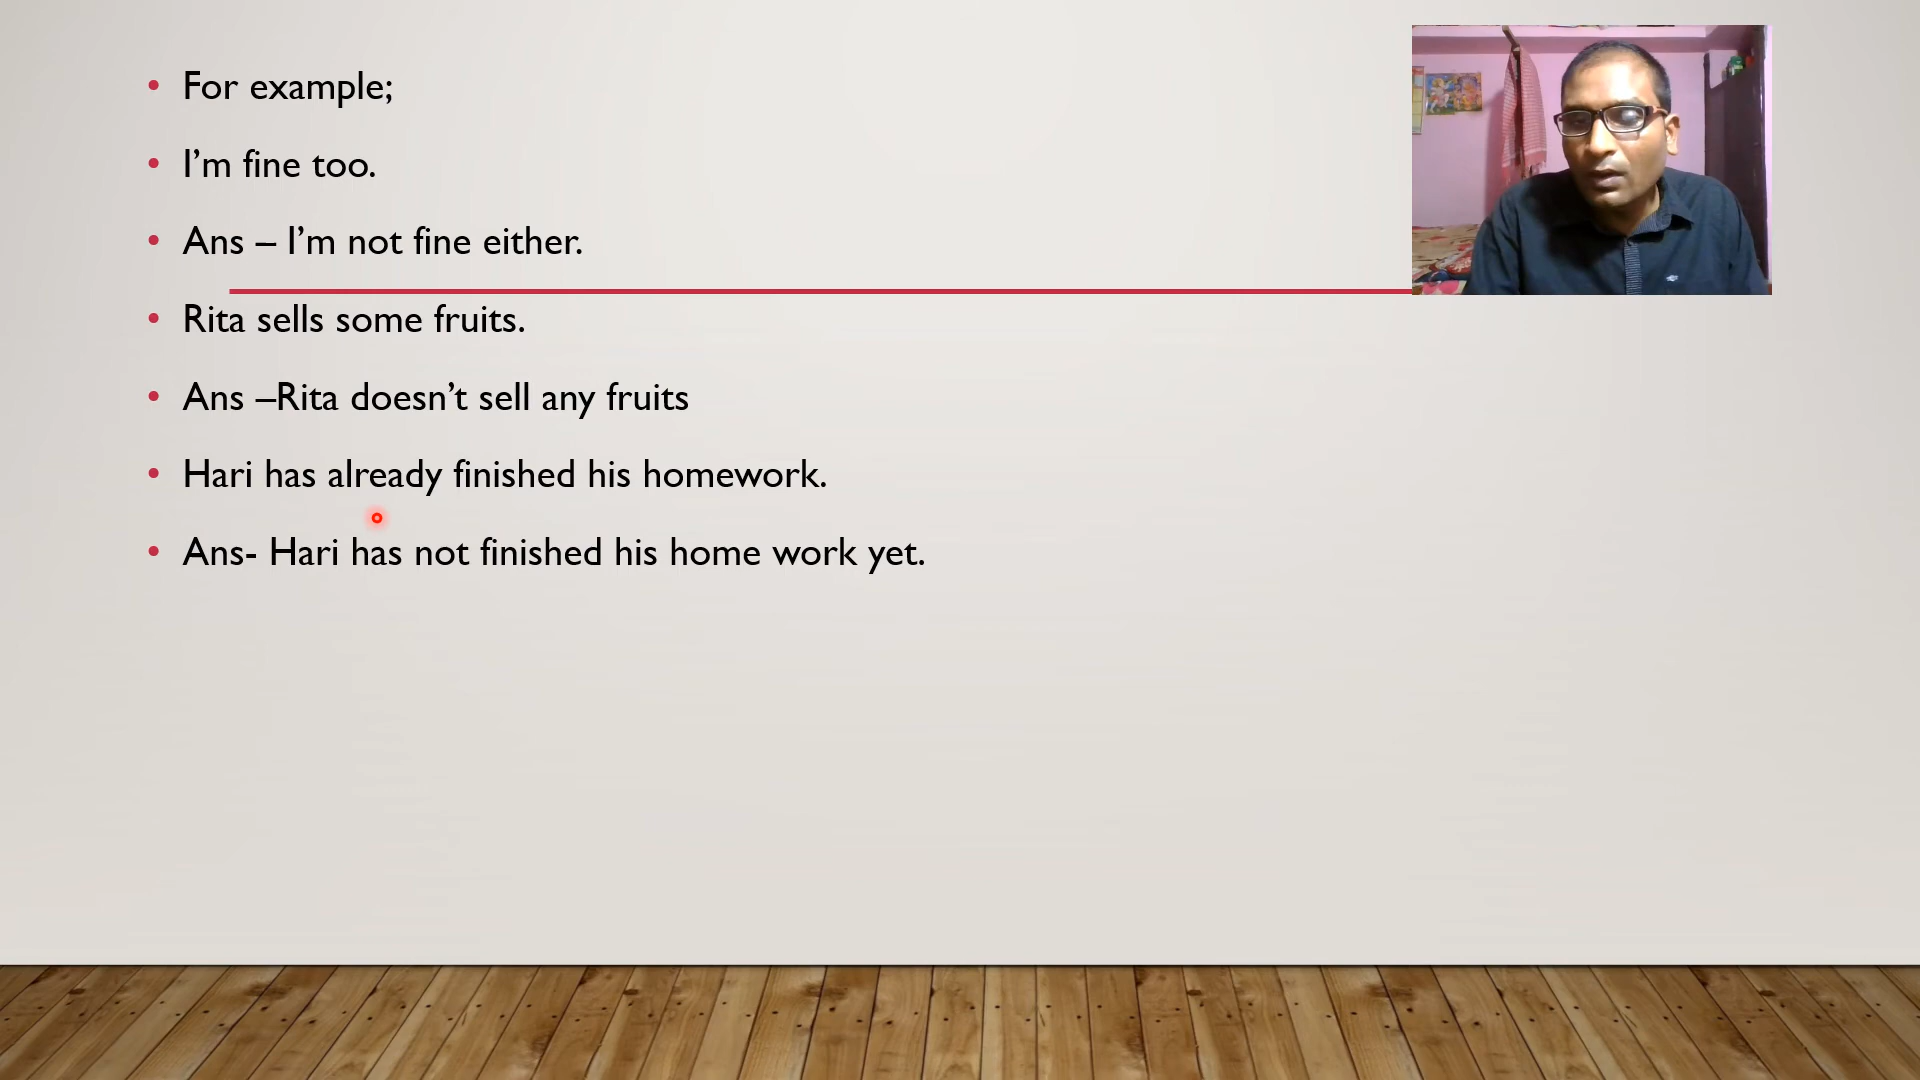 For example;
I’m fine too.
Ans – I’m not fine either.
Rita sells some fruits.
Ans –Rita doesn’t sell any fruits
Hari has already finished his homework.
Ans- Hari has not finished his home work yet.